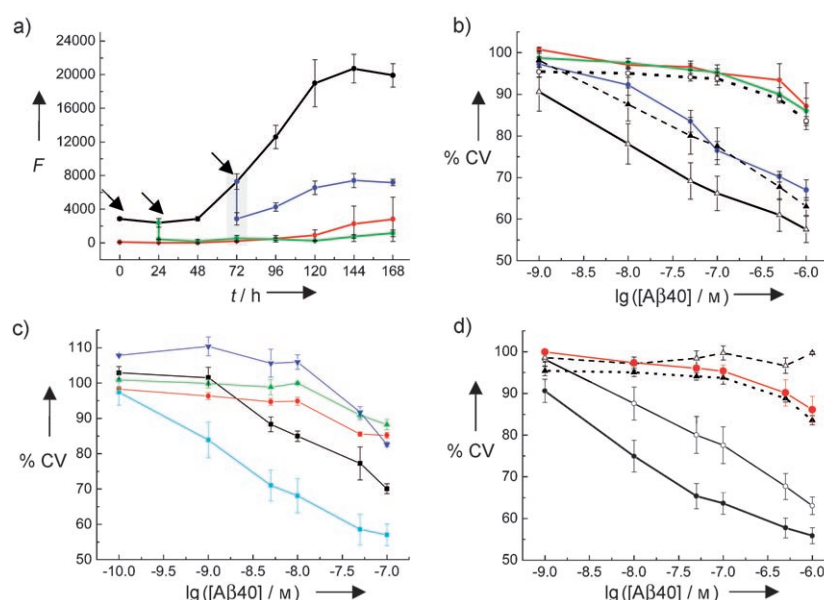 a)
24000
20000
16000
12000
8000
4000
0
F
0 24 48 72 96 120 144 168
t / h
b)
100
90
80
70
60
50
% CV
-9.0 -8.5 -8.0 -7.5 -7.0 -6.5 -6.0
lg([Aβ40] / M)
c)
110
100
90
80
70
60
50
% CV
-10.0 -9.5 -9.0 -8.5 -8.0 -7.5 -7.0
lg([Aβ40] / M)
d)
100
90
80
70
60
50
% CV
-9.0 -8.5 -8.0 -7.5 -7.0 -6.5 -6.0
lg([Aβ40] / M)